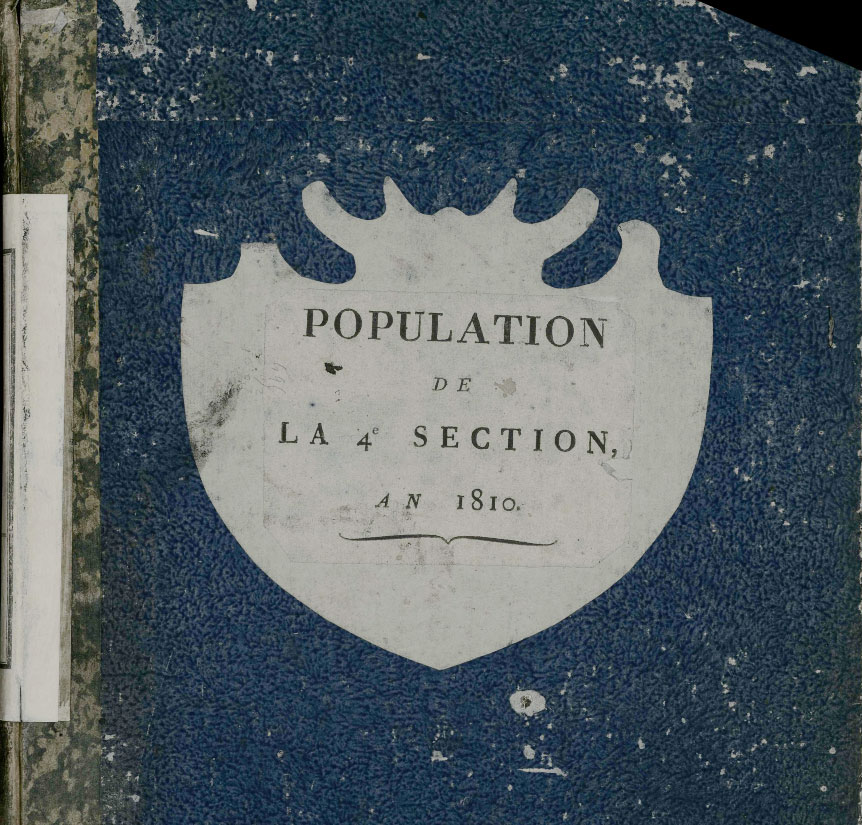 POPULATION
DE
LA 4e SECTION,
AN 1810.